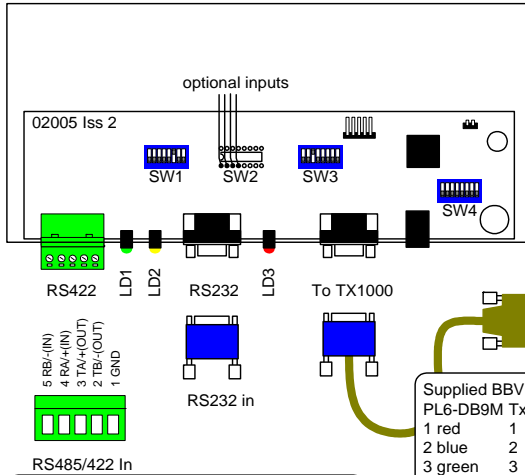 optional inputs
02005 Iss 2
SW1
SW2
SW3
SW4
RS422
LD1
LD2
RS232
LD3
To TX1000
5 RB/-(IN)
4 RA/+(IN)
3 TA/+(OUT)
2 TB/-(OUT)
1 GND
RS232 in
RS485/422 In
Supplied BBV
PL6-DB9M Tx
1 red 1
2 blue 2
3 green 3